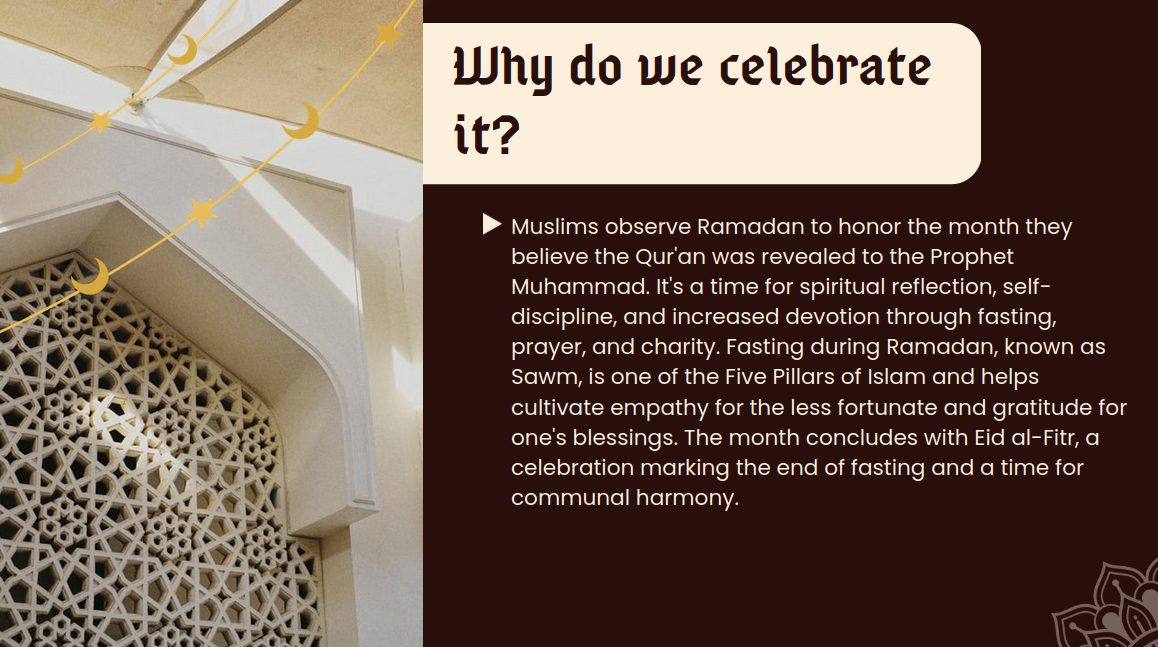 Why do we celebrate
it?
Muslims observe Ramadan to honor the month they
believe the Qur'an was revealed to the Prophet
Muhammad. It's a time for spiritual reflection, self-
discipline, and increased devotion through fasting,
prayer, and charity. Fasting during Ramadan, known as
Sawm, is one of the Five Pillars of Islam and helps
cultivate empathy for the less fortunate and gratitude for
one's blessings. The month concludes with Eid al-Fitr, a
celebration marking the end of fasting and a time for
communal harmony.